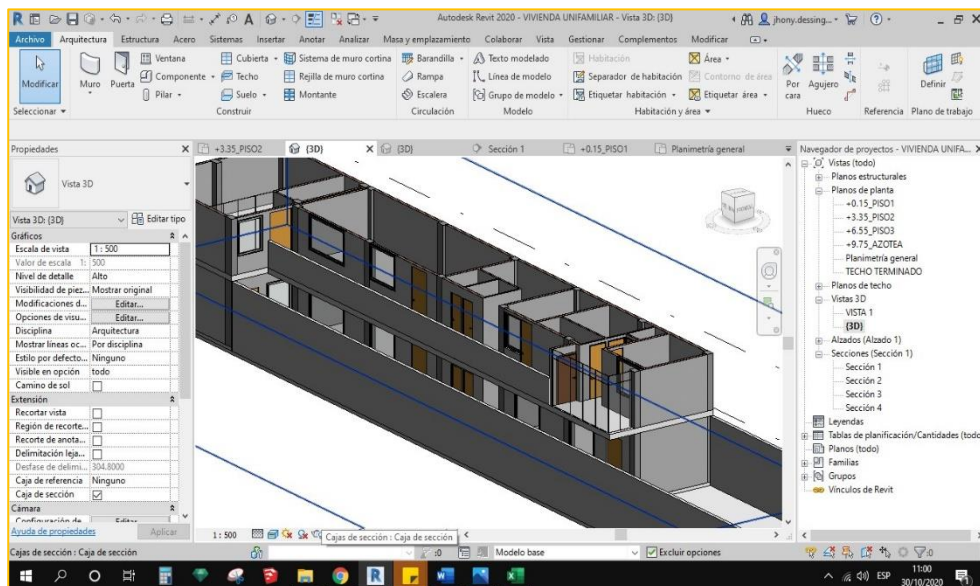 Autodesk Revit 2020 - VIVIENDA UNIFAMILIAR - Vista 3D: {3D}
jhony.dessing...
Archivo Arquitectura Estructura Acero Sistemas Insertar Anotar Analizar Masa y emplazamiento Colaborar Vista Gestionar Complementos Modificar
Modificar
Muro
Puerta
Ventana
Componente
Pilar
Cubierta
Techo
Suelo
Sistema de muro cortina
Rejilla de muro cortina
Montante
Barandilla
Rampa
Escalera
Texto modelado
Línea de modelo
Grupo de modelo
Habitación
Separador de habitación
Etiquetar habitación
Área
Contorno de área
Etiquetar área
Por cara
Agujero
Definir
Seleccionar Construir Circulación Modelo Habitación y área Hueco Referencia Plano de trabajo
Propiedades
+3.35_PISO2 {3D} {3D} Sección 1 +0.15_PISO1 Planimetría general
Navegador de proyectos - VIVIENDA UNIFA...
Vista 3D
Vista 3D: {3D} Editar tipo
Gráficos
Escala de vista 1 : 500
Valor de escala 1: 500
Nivel de detalle Alto
Visibilidad de piez... Mostrar original
Modificaciones d... Editar...
Opciones de visu... Editar...
Disciplina Arquitectura
Mostrar líneas oc... Por disciplina
Estilo por defecto... Ninguno
Visible en opción todo
Camino de sol
Extensión
Recortar vista
Región de recorte...
Recorte de anota...
Delimitación leja...
Desfase de delimi... 304.8000
Caja de referencia Ninguno
Caja de sección
Cámara
Configuración de Editar
Ayuda de propiedades Aplicar
Vistas (todo)
Planos estructurales
Planos de planta
+0.15_PISO1
+3.35_PISO2
+6.55_PISO3
+9.75_AZOTEA
Planimetría general
TECHO TERMINADO
Planos de techo
Vistas 3D
VISTA 1
{3D}
Alzados (Alzado 1)
Secciones (Sección 1)
Sección 1
Sección 2
Sección 3
Sección 4
Leyendas
Tablas de planificación/Cantidades (todo
Planos (todo)
Familias
Grupos
Vínculos de Revit
1 : 500
Cajas de sección : Caja de sección
Cajas de sección : Caja de sección
:0
Modelo base
Excluir opciones
:0
ESP
11:00
30/10/2020